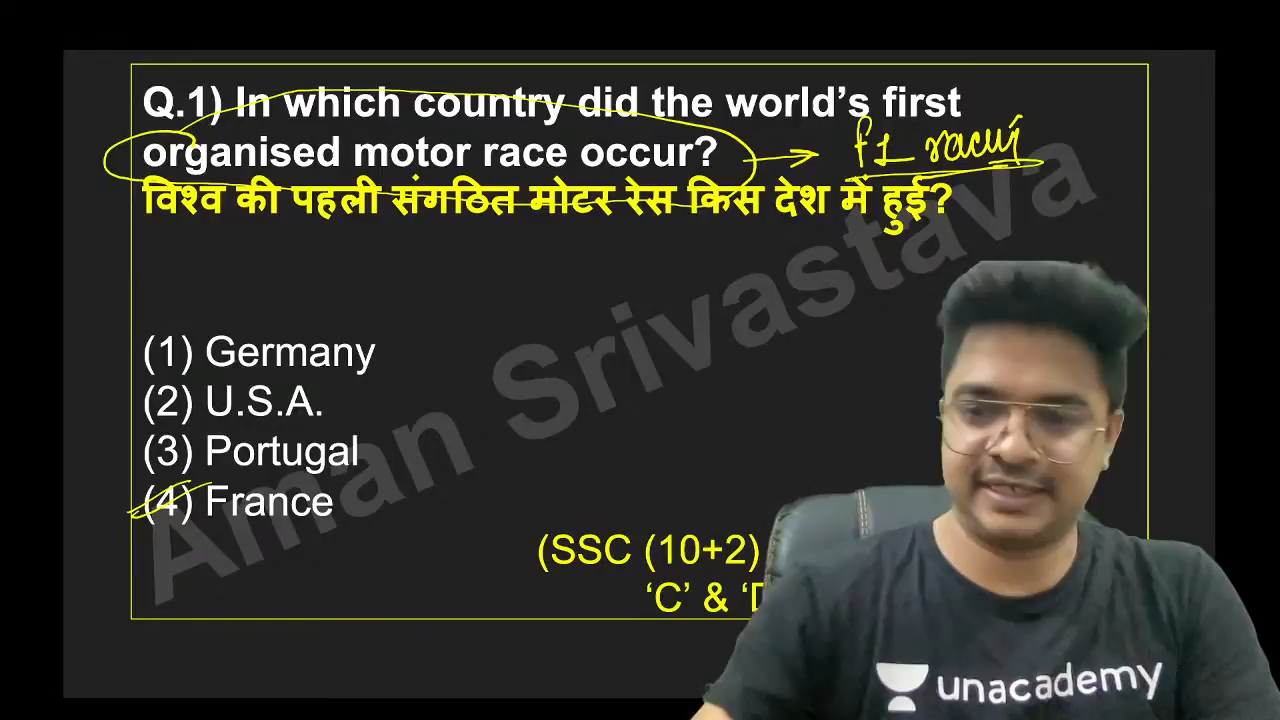 Q.1) In which country did the world's first
organised motor race occur?
f1 racing
विश्व की पहली संगठित मोटर रेस किस देश में हुई?
(1) Germany
(2) U.S.A.
(3) Portugal
(4) France
(SSC (10+2)
'C' & 'D
Aman Srivastava
unacademy